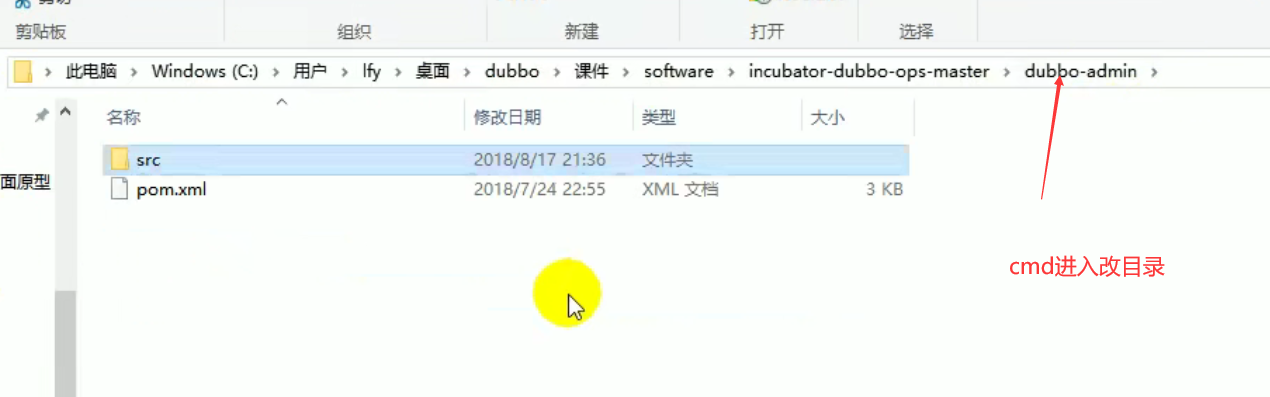 剪贴板 组织 新建 打开 选择
此电脑 › Windows (C:) › 用户 › lfy › 桌面 › dubbo › 课件 › software › incubator-dubbo-ops-master › dubbo-admin ›
名称 修改日期 类型 大小
src 2018/8/17 21:36 文件夹
面原型
pom.xml 2018/7/24 22:55 XML 文档 3 KB
cmd进入改目录